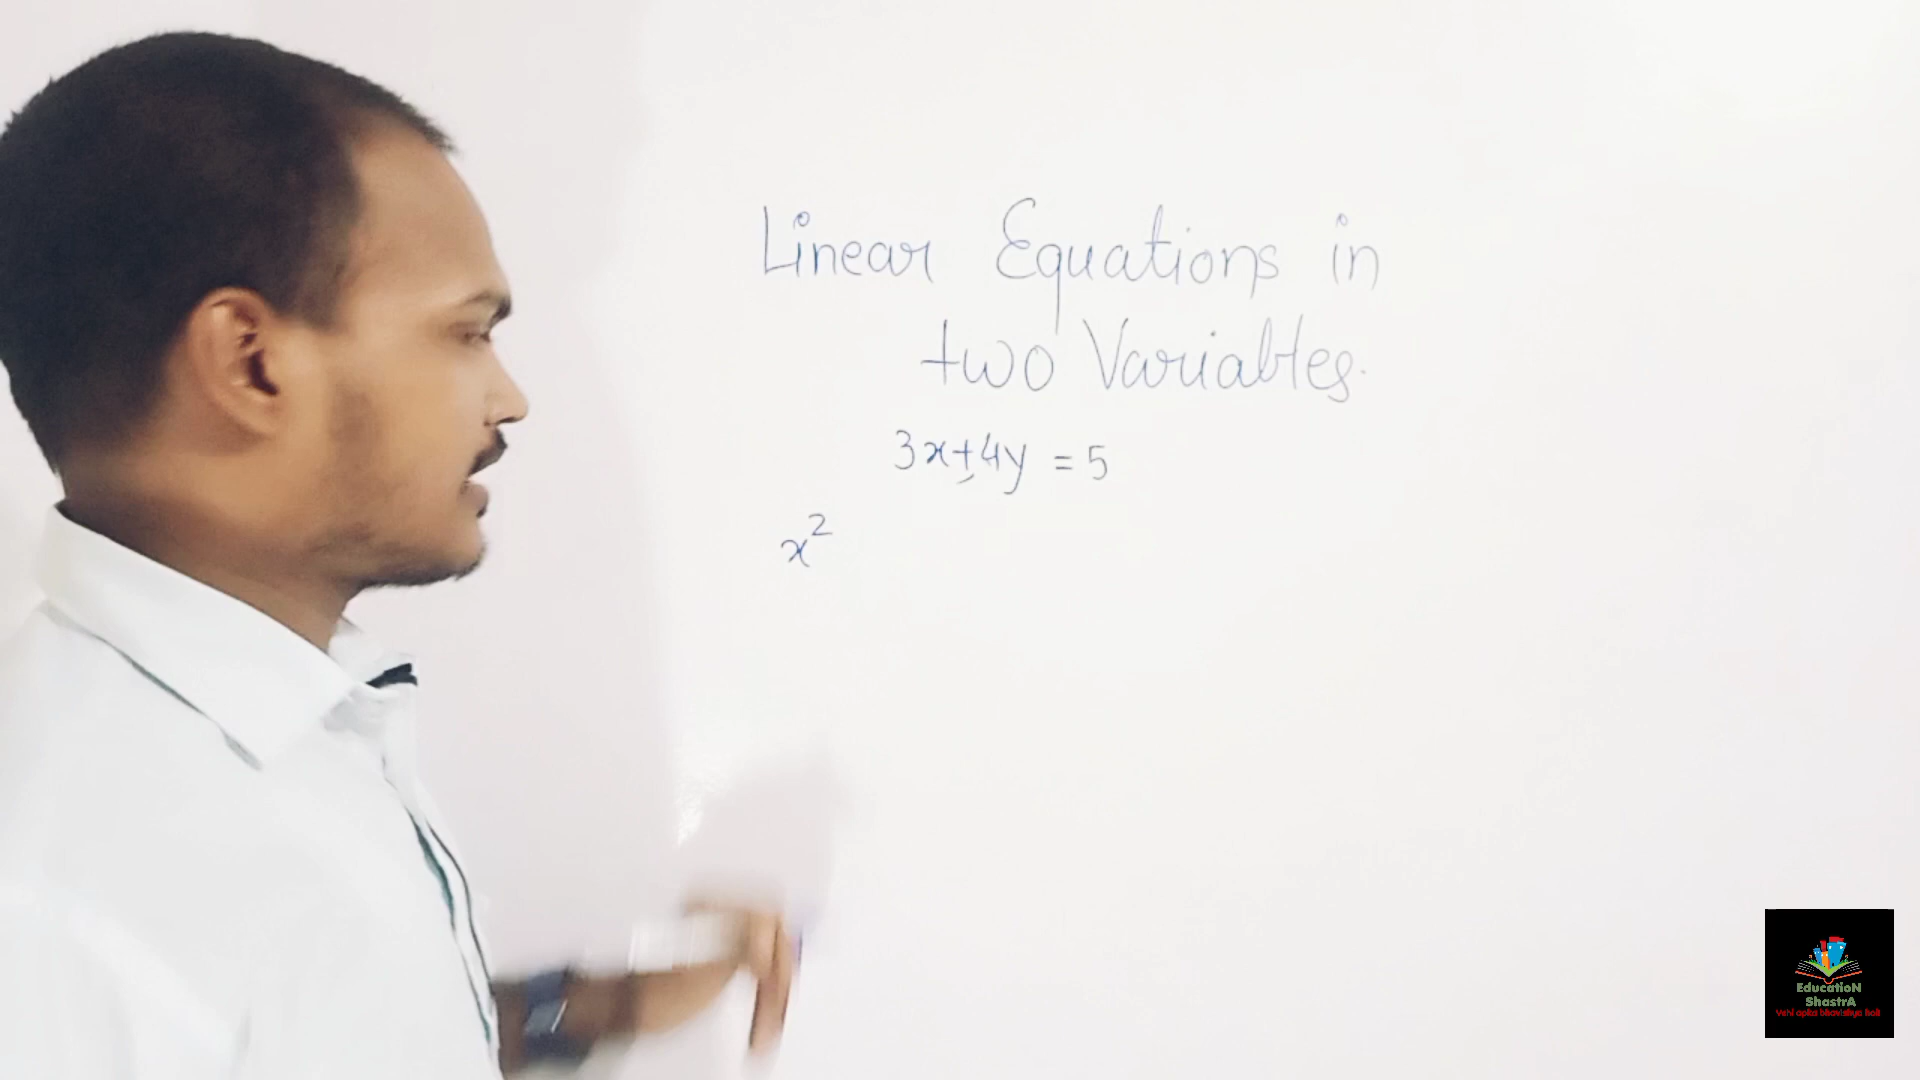 Linear Equations in
two Variables.
3x+4y = 5
x²
EducatioN
ShastrA